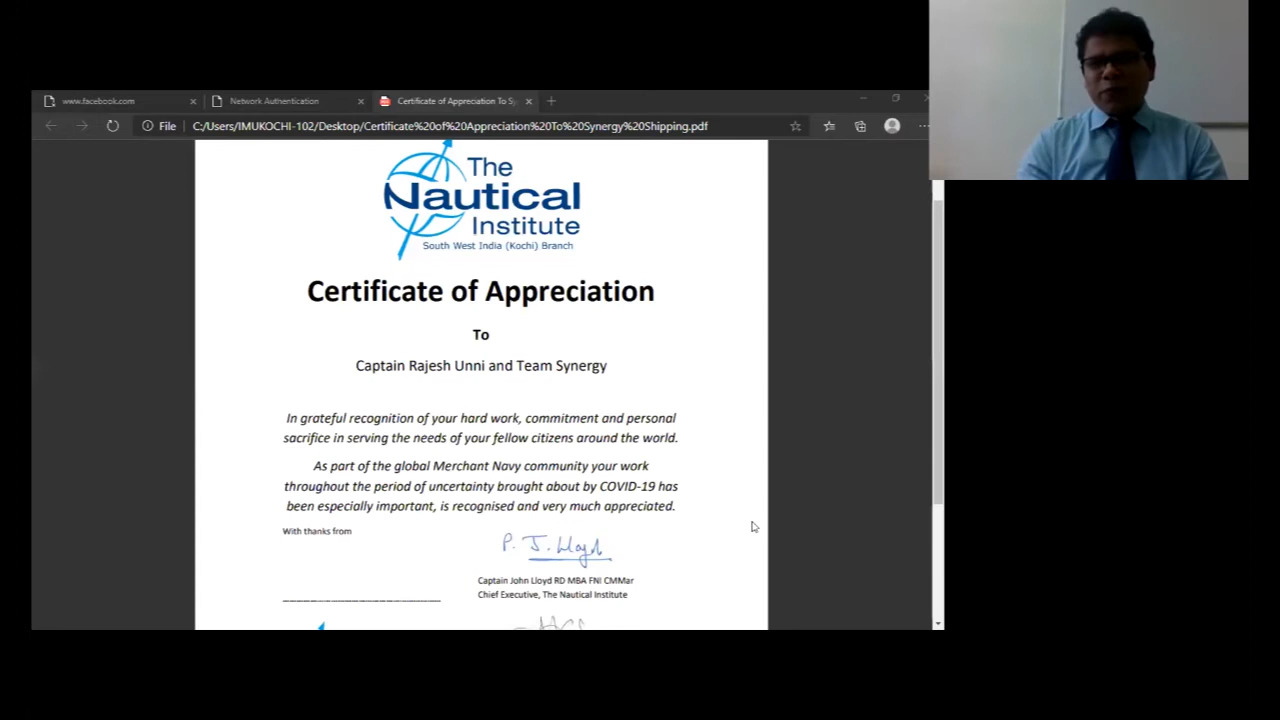 www.facebook.com
Network Authentication
Certificate of Appreciation To Sy
File
C:/Users/IMUKOCHI-102/Desktop/Certificate%20of%20Appreciation%20To%20Synergy%20Shipping.pdf
The
Nautical
Institute
South West India (Kochi) Branch
Certificate of Appreciation
To
Captain Rajesh Unni and Team Synergy
In grateful recognition of your hard work, commitment and personal
sacrifice in serving the needs of your fellow citizens around the world.
As part of the global Merchant Navy community your work
throughout the period of uncertainty brought about by COVID-19 has
been especially important, is recognised and very much appreciated.
With thanks from
P. J. Lloyd
Captain John Lloyd RD MBA FNI CMMar
Chief Executive, The Nautical Institute